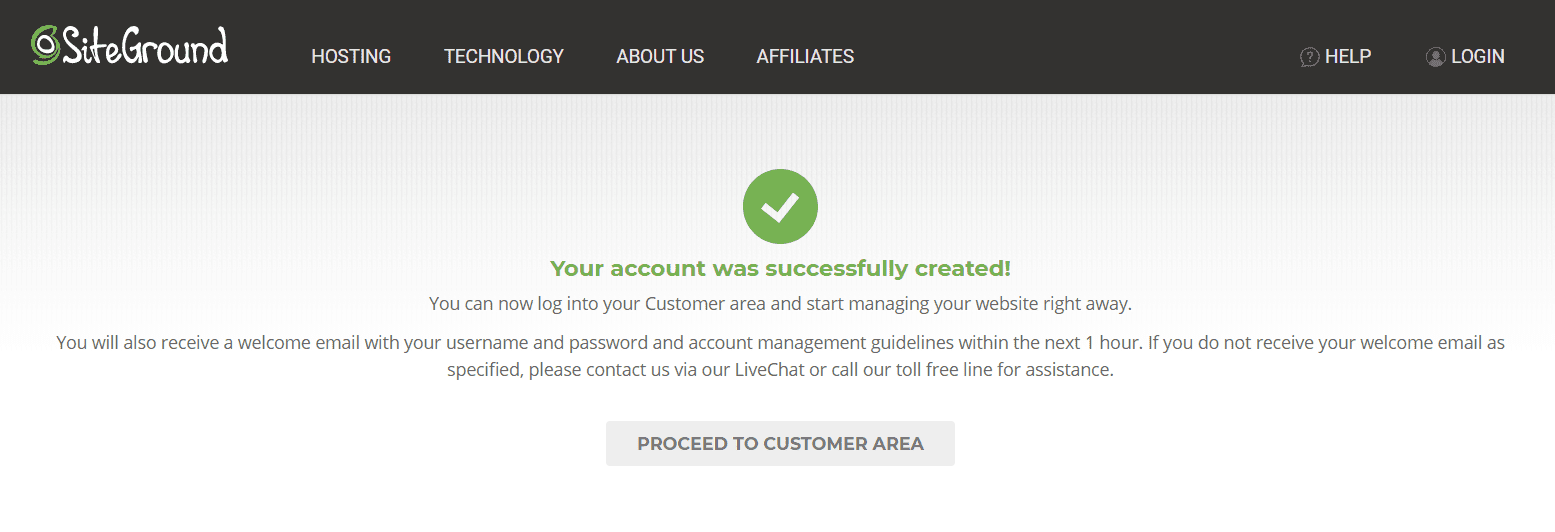 SiteGround
HOSTING TECHNOLOGY ABOUT US AFFILIATES HELP LOGIN
Your account was successfully created!
You can now log into your Customer area and start managing your website right away.
You will also receive a welcome email with your username and password and account management guidelines within the next 1 hour. If you do not receive your welcome email as
specified, please contact us via our LiveChat or call our toll free line for assistance.
PROCEED TO CUSTOMER AREA